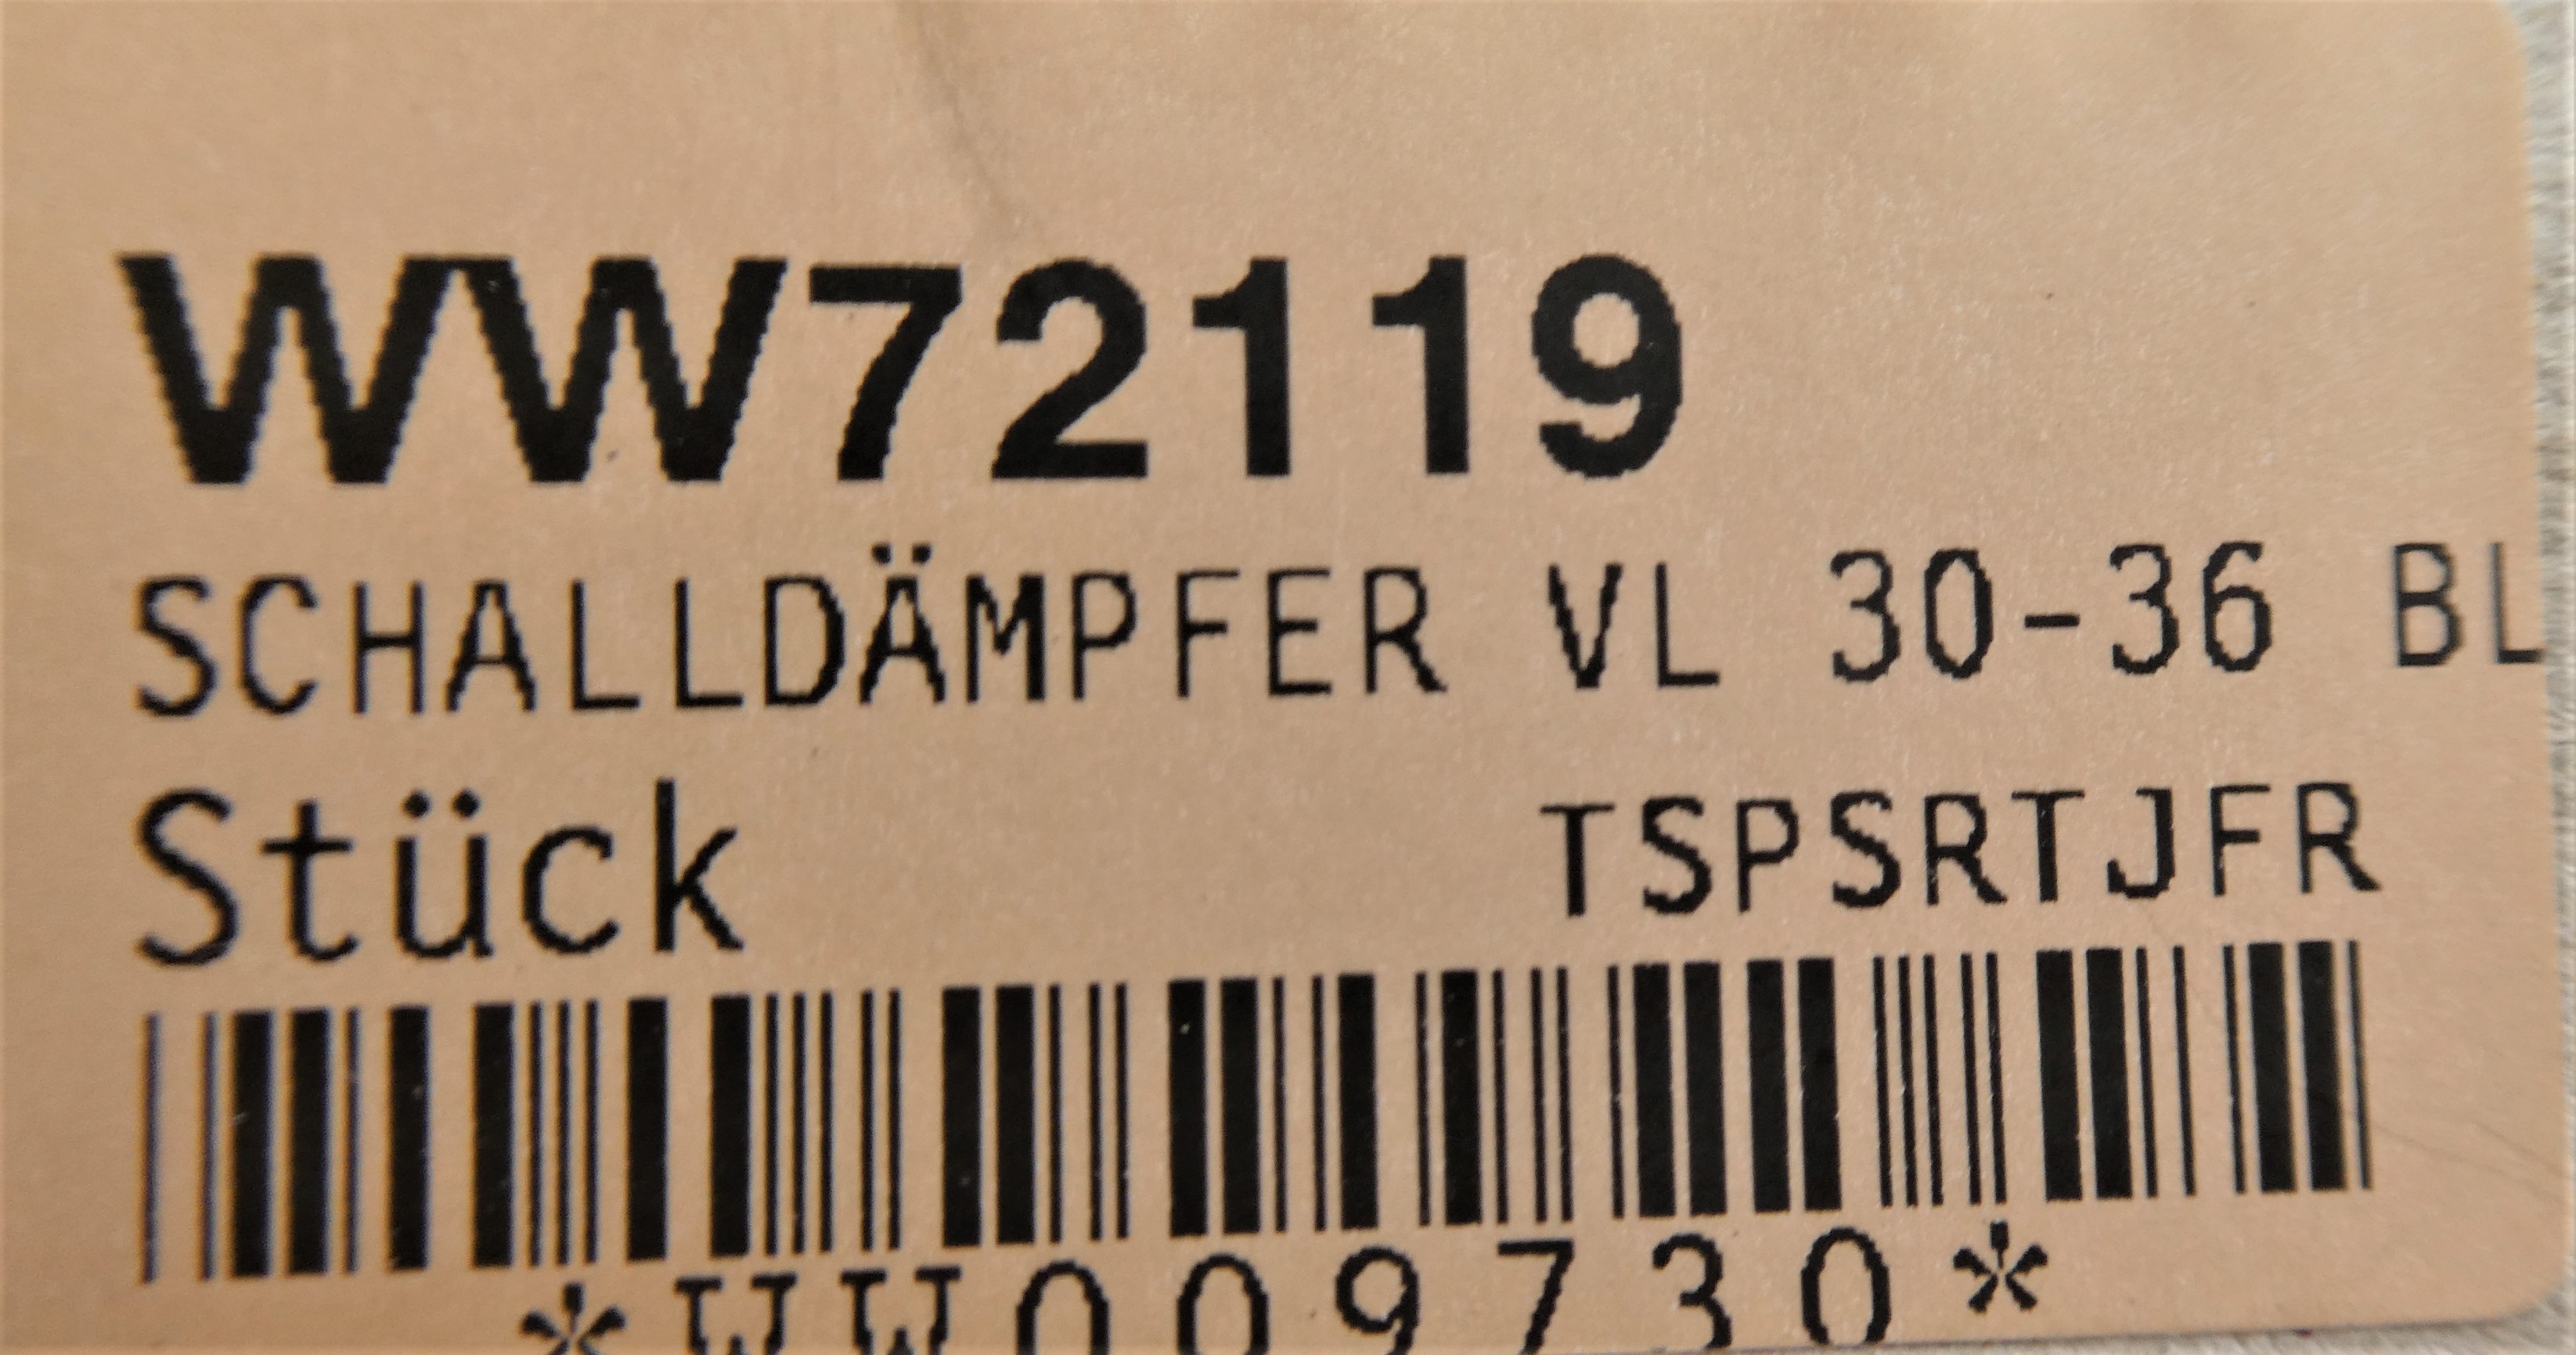 WW72119
SCHALLDÄMPFER VL 30-36 BL
Stück TSPSRTJFR
*WW009730*